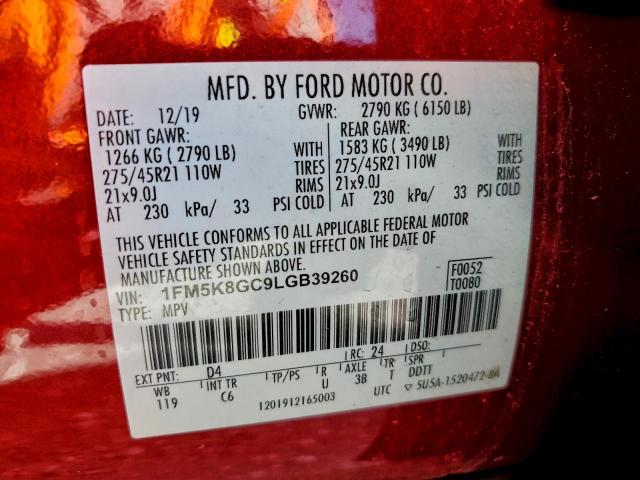 MFD. BY FORD MOTOR CO.
DATE: 12/19 GVWR: 2790 KG ( 6150 LB)
FRONT GAWR: REAR GAWR:
1266 KG ( 2790 LB) WITH 1583 KG ( 3490 LB) WITH
275/45R21 110W TIRES 275/45R21 110W TIRES
21x9.0J RIMS 21x9.0J RIMS
AT 230 kPa/ 33 PSI COLD AT 230 kPa/ 33 PSI COLD
THIS VEHICLE CONFORMS TO ALL APPLICABLE FEDERAL MOTOR
VEHICLE SAFETY STANDARDS IN EFFECT ON THE DATE OF
MANUFACTURE SHOWN ABOVE.
VIN: 1FM5K8GC9LGB39260 F0052
TYPE: MPV T0080
EXT PNT: D4 RC: 24 DSO:
WB INT TR TP/PS R AXLE TR SPR
119 C6 U 3B T DDTT
1201912165003 UTC ▽ 5U5A-1520472-BA